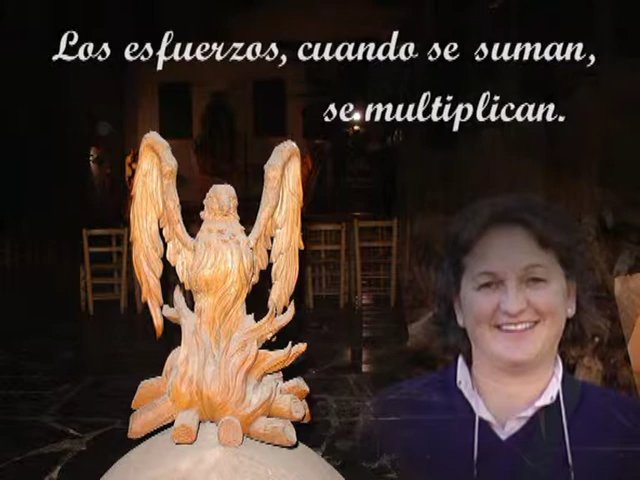 Los esfuerzos, cuando se suman,
se multiplican.